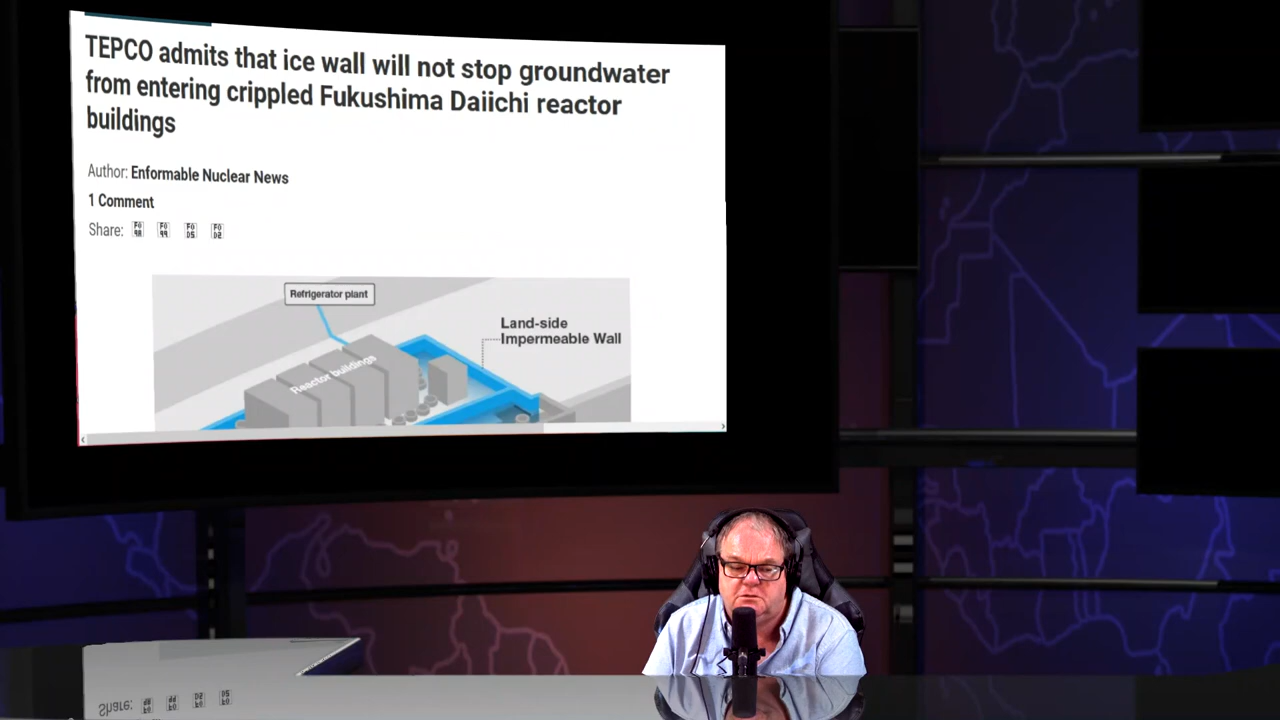 TEPCO admits that ice wall will not stop groundwater
from entering crippled Fukushima Daiichi reactor
buildings
Author: Enformable Nuclear News
1 Comment
Share:
Refrigerator plant
Land-side
Impermeable Wall
Reactor buildings
Share: